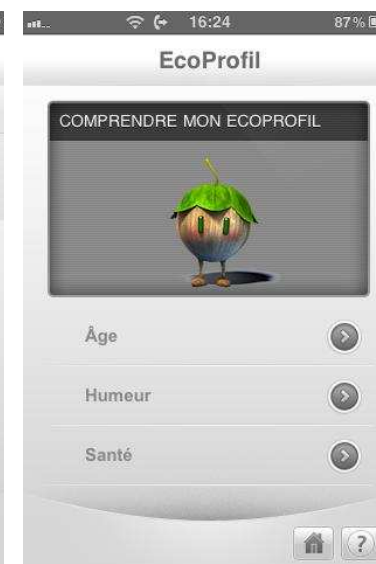 16:24
87%
EcoProfil
COMPRENDRE MON ECOPROFIL
Âge
Humeur
Santé
?